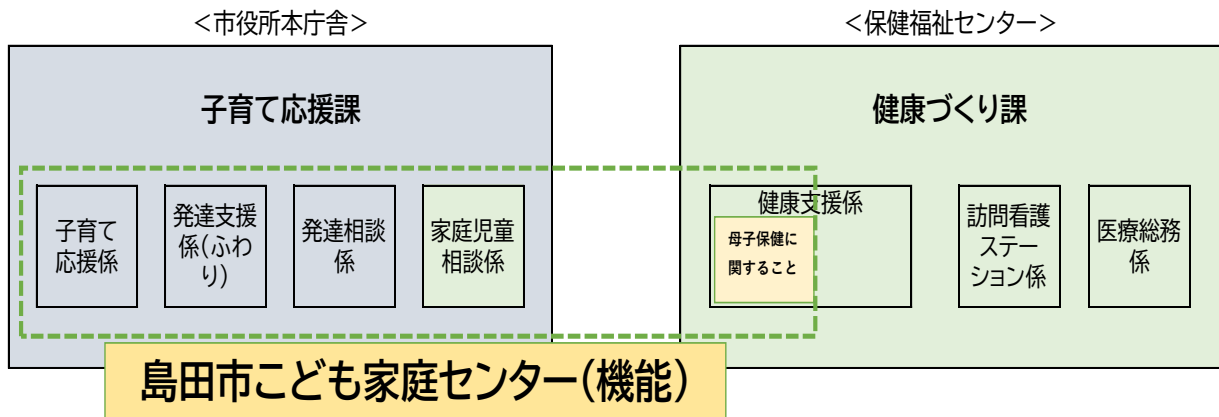 ＜市役所本庁舎＞
＜保健福祉センター＞
子育て応援課
健康づくり課
子育て
応援係
発達支援
係(ふわ
り)
発達相談
係
家庭児童
相談係
健康支援係
母子保健に
関すること
訪問看護
ステー
ション係
医療総務
係
島田市こども家庭センター(機能)